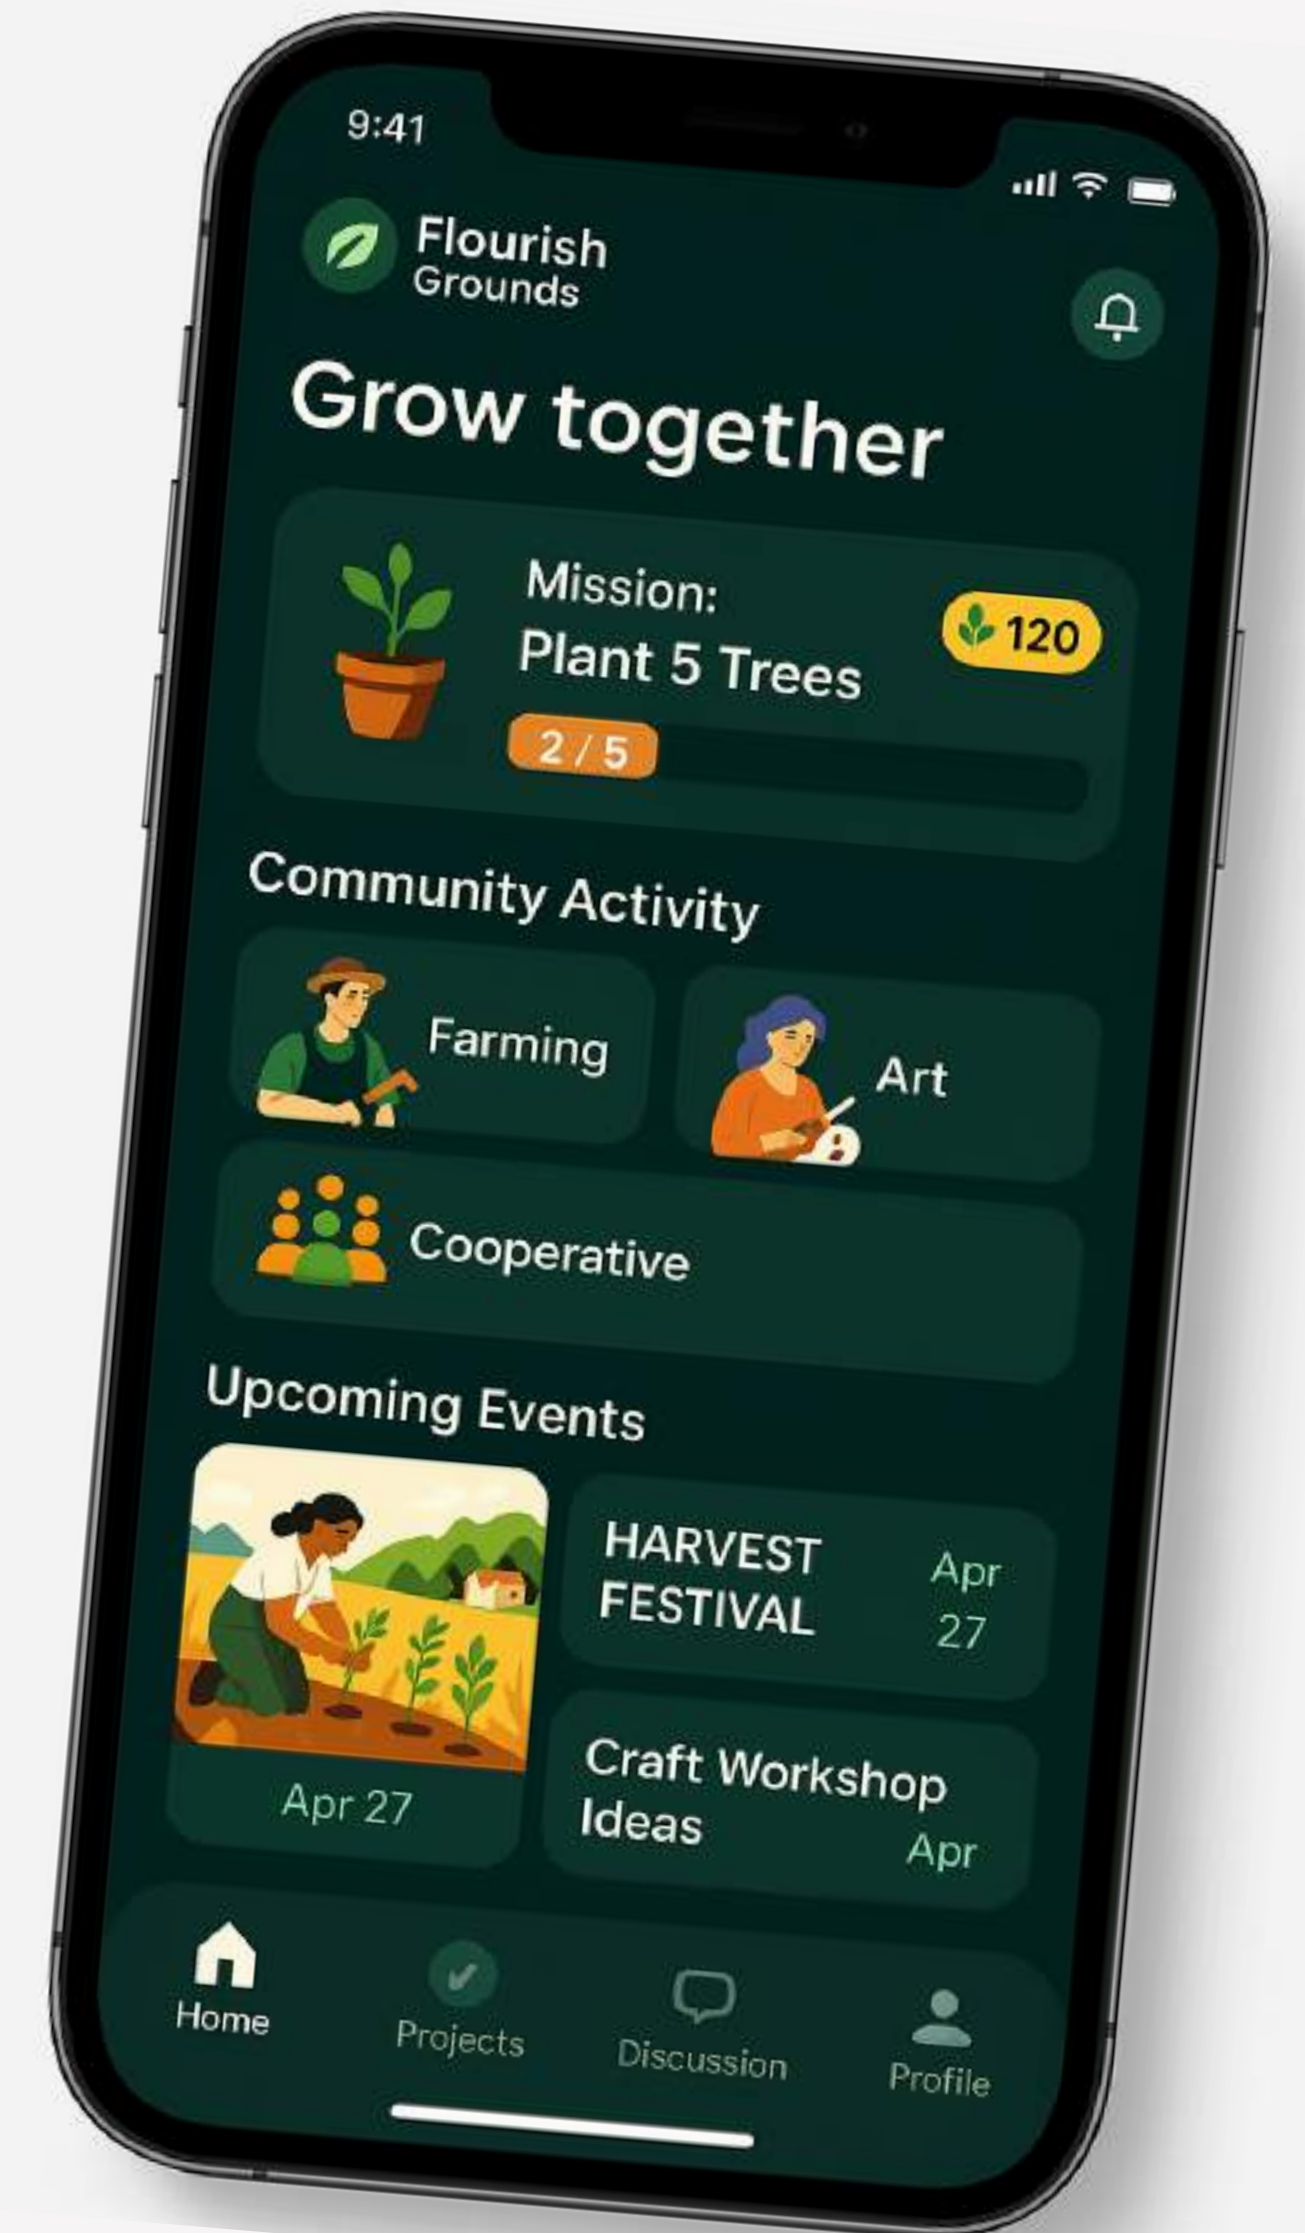 9:41
Flourish
Grounds
Grow together
Mission:
Plant 5 Trees
120
2 / 5
Community Activity
Farming
Art
Cooperative
Upcoming Events
HARVEST
FESTIVAL
Apr
27
Craft Workshop
Ideas
Apr
Apr 27
Home
Projects
Discussion
Profile